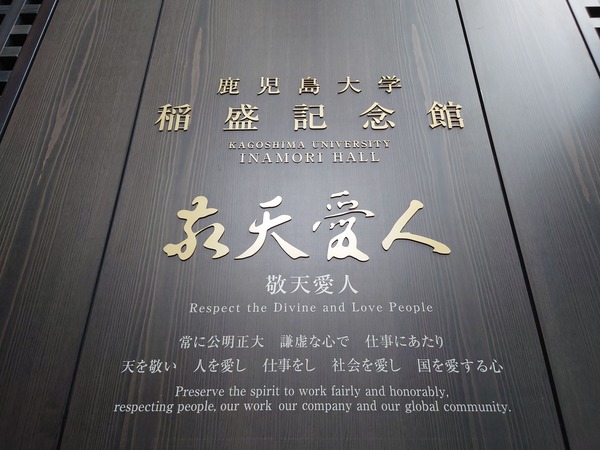 鹿児島大学
稲盛記念館
KAGOSHIMA UNIVERSITY
INAMORI HALL
敬天愛人
敬天愛人
Respect the Divine and Love People
常に公明正大　謙虚な心で　仕事にあたり
天を敬い　人を愛し　仕事をし　社会を愛し　国を愛する心
Preserve the spirit to work fairly and honorably,
respecting people, our work our company and our global community.